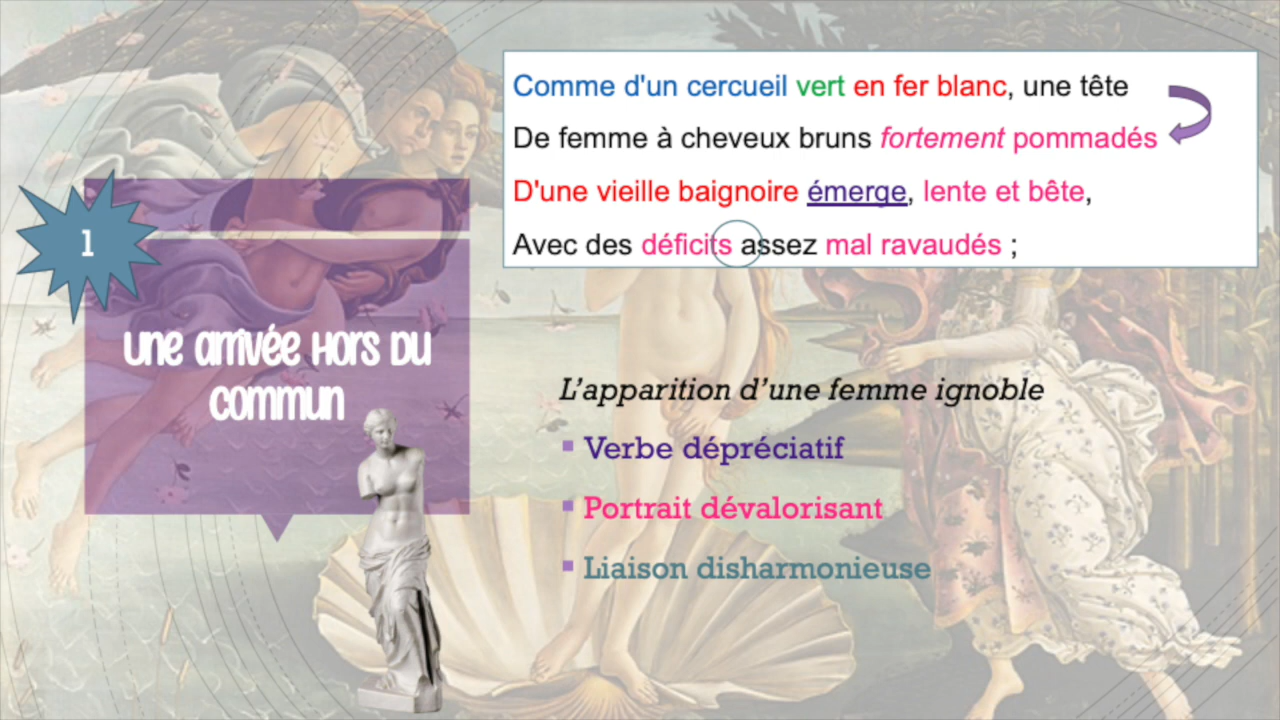 1
une arrivée hors du
commun
Comme d'un cercueil vert en fer blanc, une tête
De femme à cheveux bruns fortement pommadés
D'une vieille baignoire émerge, lente et bête,
Avec des déficits assez mal ravaudés ;
L’apparition d’une femme ignoble
▪ Verbe dépréciatif
▪ Portrait dévalorisant
▪ Liaison disharmonieuse